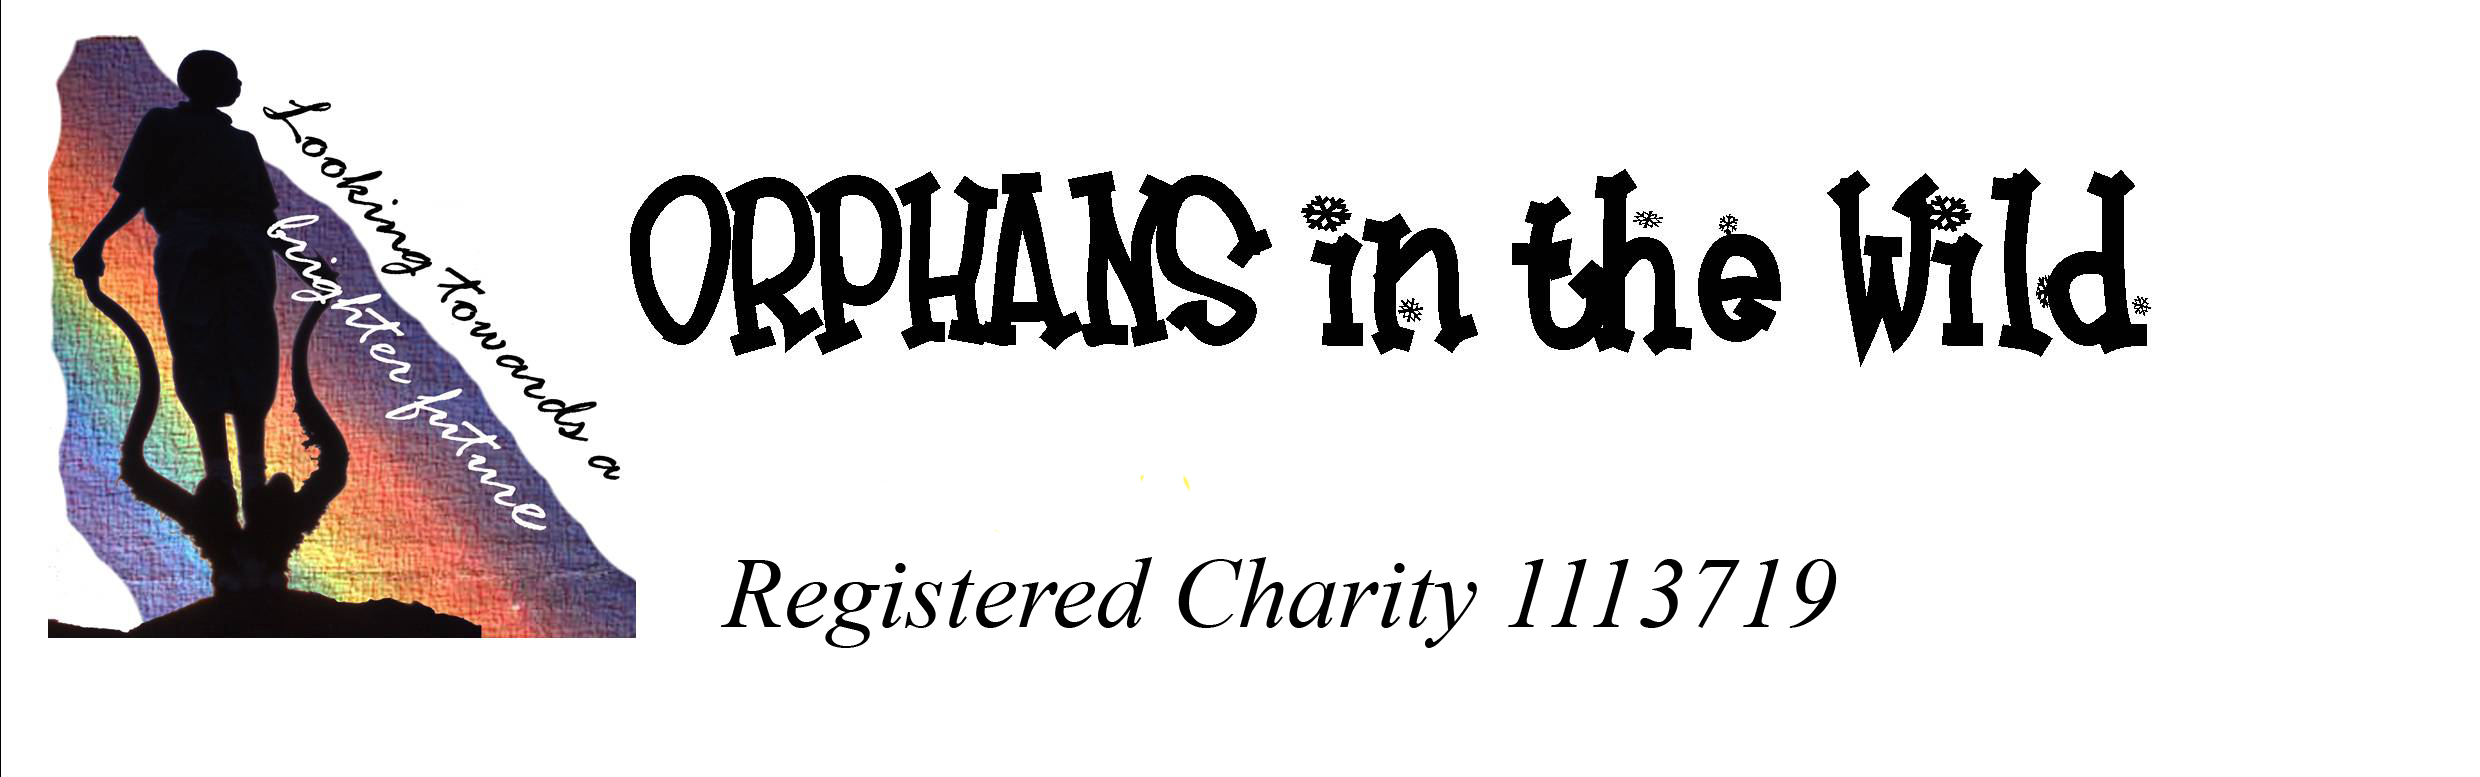 Looking towards a
brighter future
ORPHANS in the Wild
Registered Charity 1113719